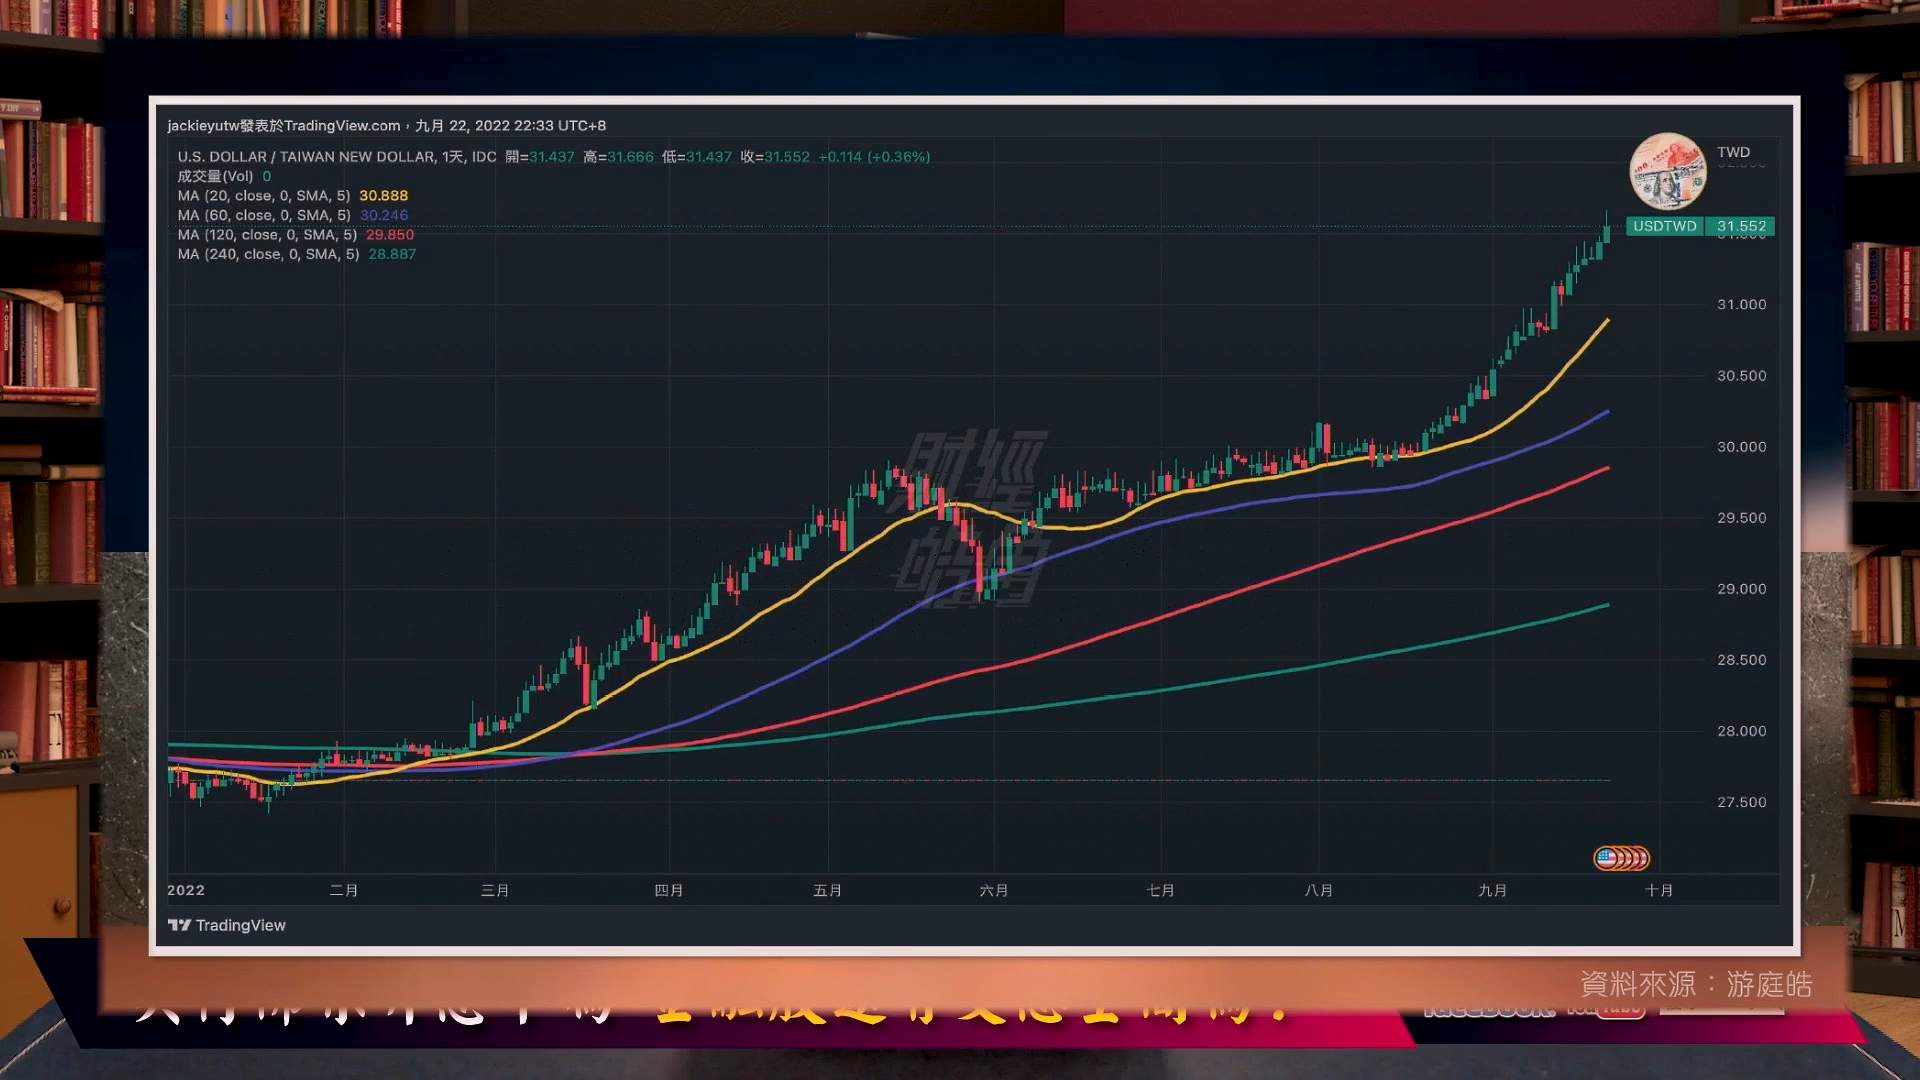 jackieyutw發表於TradingView.com，九月 22, 2022 22:33 UTC+8
U.S. DOLLAR / TAIWAN NEW DOLLAR, 1天, IDC 開=31.437 高=31.666 低=31.437 收=31.552 +0.114 (+0.36%)
成交量(Vol) 0
MA (20, close, 0, SMA, 5) 30.888
MA (60, close, 0, SMA, 5) 30.246
MA (120, close, 0, SMA, 5) 29.850
MA (240, close, 0, SMA, 5) 28.887
TWD
USDTWD 31.552
31.000
30.500
30.000
29.500
29.000
28.500
28.000
27.500
財經
皓角
2022 二月 三月 四月 五月 六月 七月 八月 九月 十月
TradingView
資料來源：游庭皓